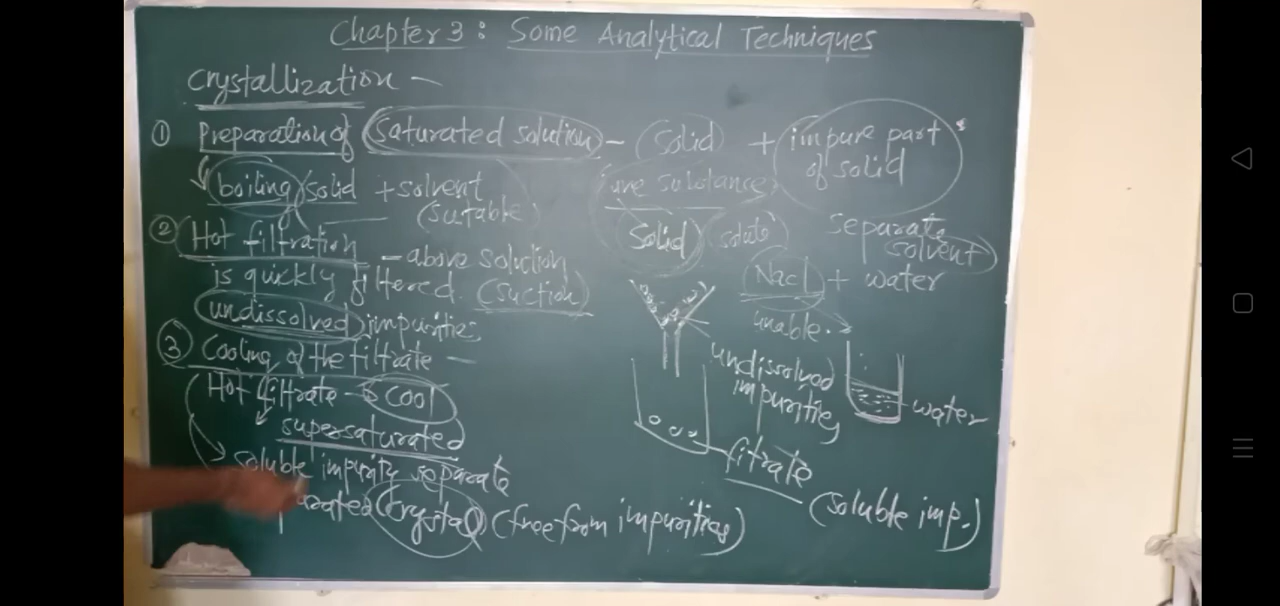 Chapter 3 : Some Analytical Techniques
Crystallization -
① Preparation of saturated solution - Solid + impure part of solid
boiling solid + solvent (suitable)
② Hot filtration - above solution
is quickly filtered. (suction)
undissolved impurities
③ Cooling of the filtrate -
Hot filtrate → cool
supersaturated
soluble impurity separate
crystal (free from impurities)
substance
Solid (solute)
separate
solvent
NaCl + water
unable.
undissolved
impurities
water
filtrate
(soluble imp.)